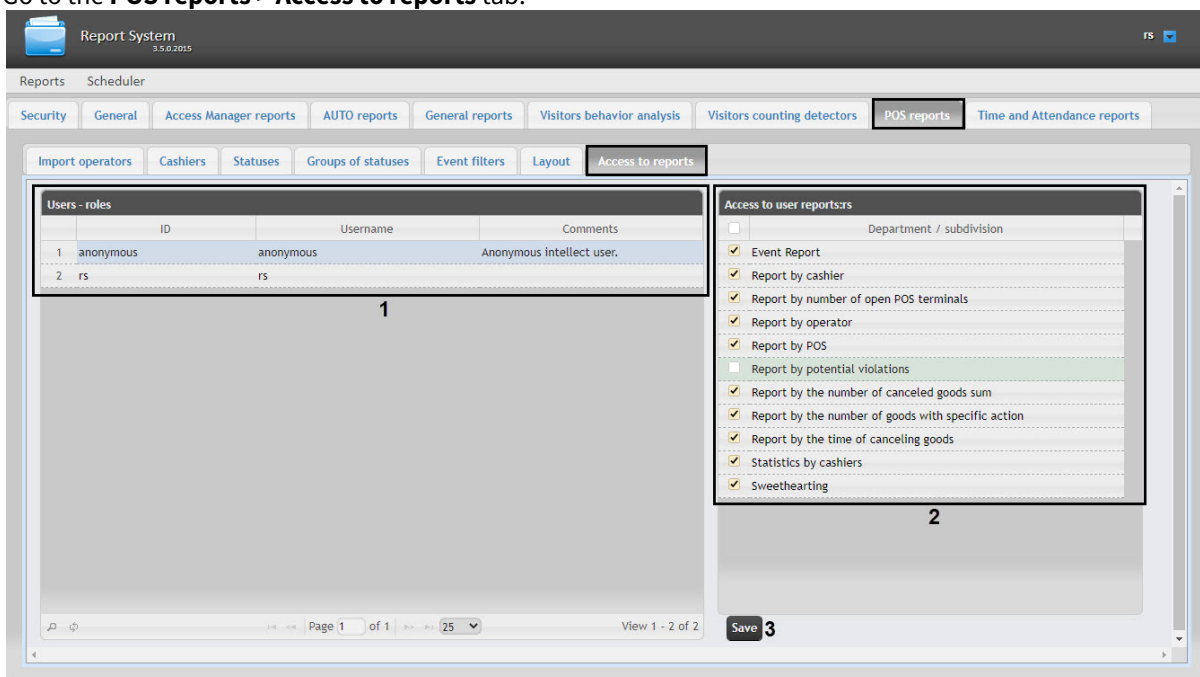 Go to the POS reports > Access to reports tab.
Report System
3.5.0.2015
rs
Reports Scheduler
Security General Access Manager reports AUTO reports General reports Visitors behavior analysis Visitors counting detectors POS reports Time and Attendance reports
Import operators Cashiers Statuses Groups of statuses Event filters Layout Access to reports
Users - roles
ID Username Comments
1 anonymous anonymous Anonymous intellect user.
2 rs rs
1
Access to user reports:rs
Department / subdivision
Event Report
Report by cashier
Report by number of open POS terminals
Report by operator
Report by POS
Report by potential violations
Report by the number of canceled goods sum
Report by the number of goods with specific action
Report by the time of canceling goods
Statistics by cashiers
Sweethearting
2
Page 1 of 1 25 View 1 - 2 of 2
Save 3